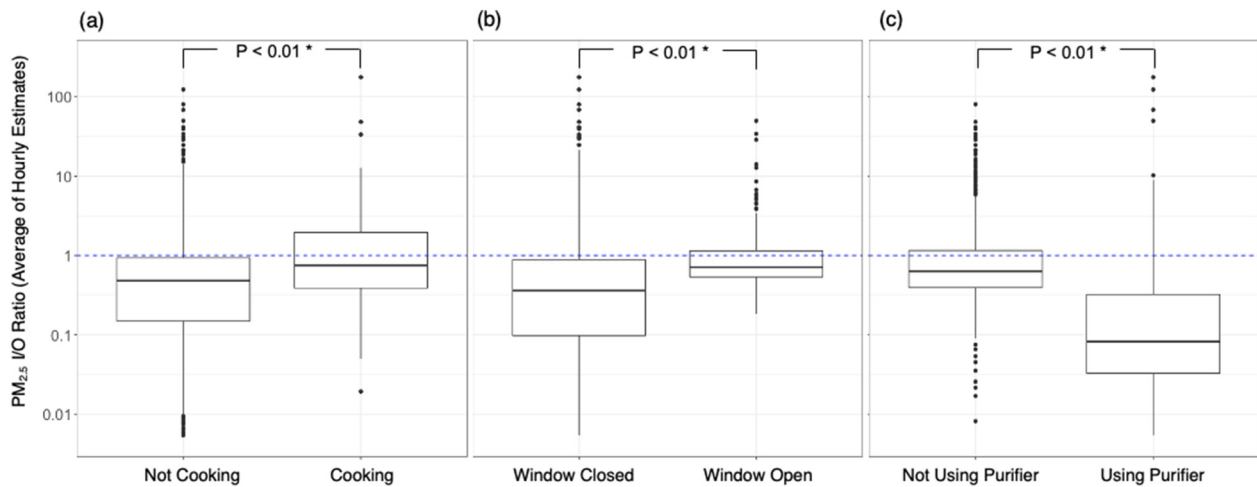 (a)
(b)
(c)
P < 0.01 *
P < 0.01 *
P < 0.01 *
PM2.5 I/O Ratio (Average of Hourly Estimates)
100
10
1
0.1
0.01
Not Cooking
Cooking
Window Closed
Window Open
Not Using Purifier
Using Purifier